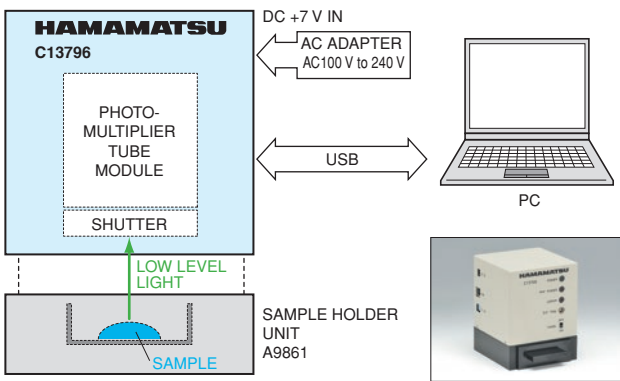 HAMAMATSU
C13796
PHOTO-
MULTIPLIER
TUBE
MODULE
SHUTTER
LOW LEVEL
LIGHT
SAMPLE
DC +7 V IN
AC ADAPTER
AC100 V to 240 V
USB
PC
SAMPLE HOLDER
UNIT
A9861
HAMAMATSU
C13796